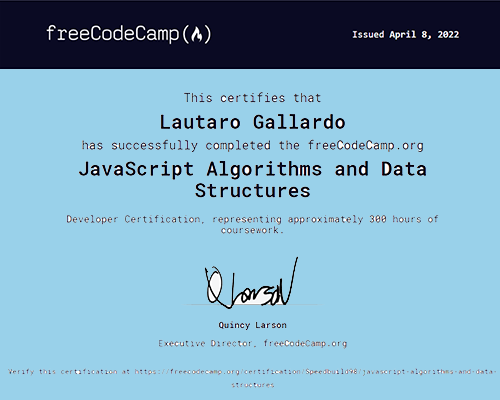 freeCodeCamp(🔥)
Issued April 8, 2022
This certifies that
Lautaro Gallardo
has successfully completed the freeCodeCamp.org
JavaScript Algorithms and Data
Structures
Developer Certification, representing approximately 300 hours of
coursework.
Larson
Quincy Larson
Executive Director, freeCodeCamp.org
Verify this certification at https://freecodecamp.org/certification/Speedbuild98/javascript-algorithms-and-data-
structures